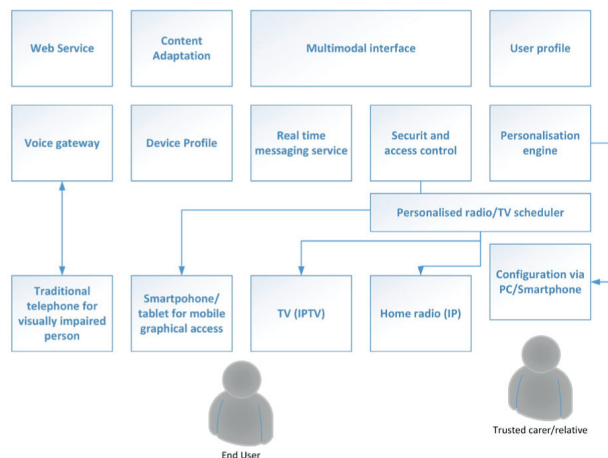 Web Service
Content
Adaptation
Multimodal interface
User profile
Voice gateway
Device Profile
Real time
messaging service
Securit and
access control
Personalisation
engine
Personalised radio/TV scheduler
Traditional
telephone for
visually impaired
person
Smartpohone/
tablet for mobile
graphical access
TV (IPTV)
Home radio (IP)
Configuration via
PC/Smartphone
End User
Trusted carer/relative